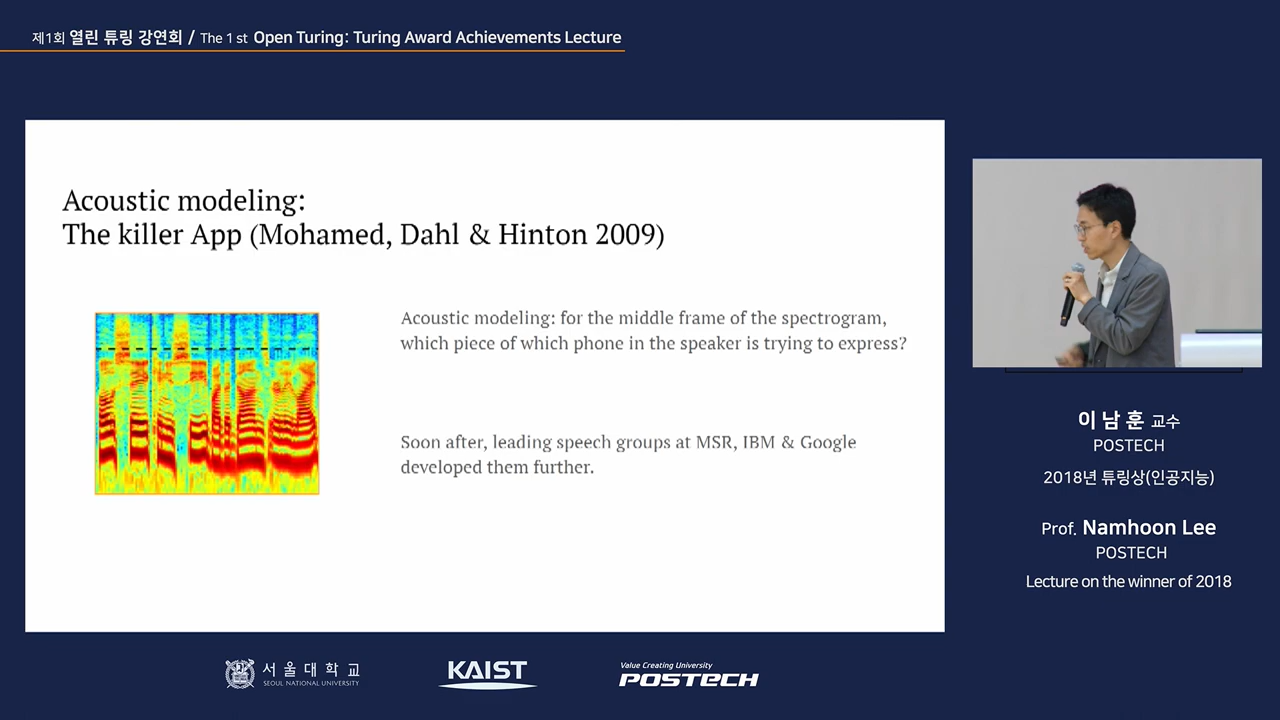 제1회 열린 튜링 강연회 / The 1 st Open Turing: Turing Award Achievements Lecture
Acoustic modeling:
The killer App (Mohamed, Dahl & Hinton 2009)
Acoustic modeling: for the middle frame of the spectrogram,
which piece of which phone in the speaker is trying to express?
Soon after, leading speech groups at MSR, IBM & Google
developed them further.
이 남 훈 교수
POSTECH
2018년 튜링상(인공지능)
Prof. Namhoon Lee
POSTECH
Lecture on the winner of 2018
서울대학교
SEOUL NATIONAL UNIVERSITY
KAIST
Value Creating University
POSTECH